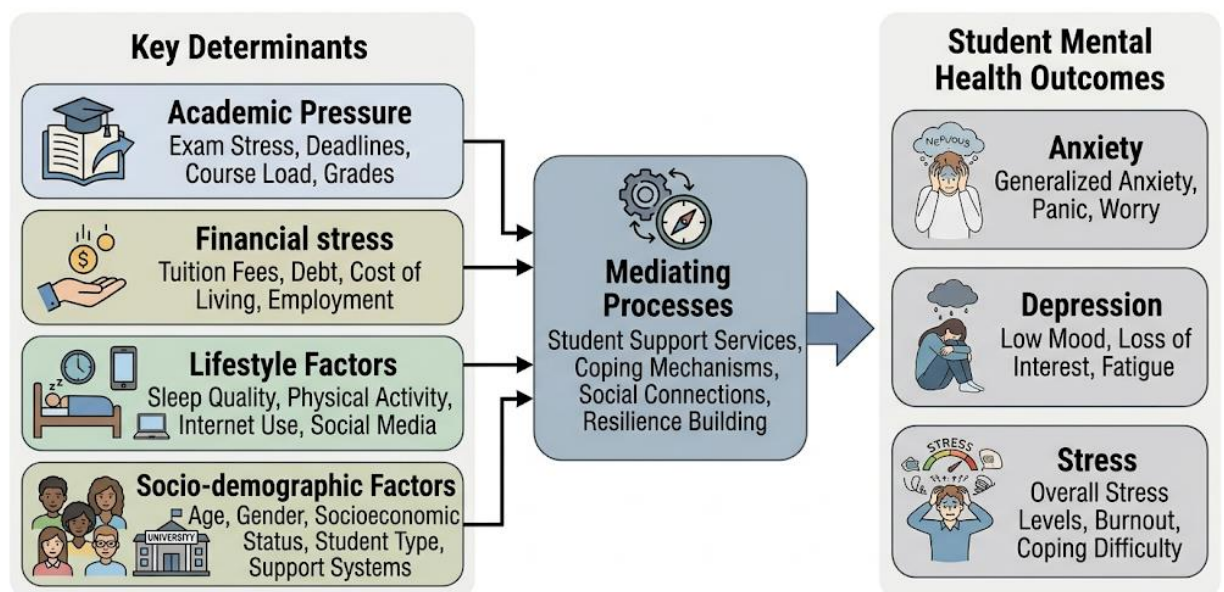 Key Determinants
Academic Pressure
Exam Stress, Deadlines,
Course Load, Grades
Financial stress
Tuition Fees, Debt, Cost of
Living, Employment
Lifestyle Factors
Sleep Quality, Physical Activity,
Internet Use, Social Media
zz
Socio-demographic Factors
Age, Gender, Socioeconomic
Status, Student Type,
Support Systems
UNIVERSITY
Mediating
Processes
Student Support Services,
Coping Mechanisms,
Social Connections,
Resilience Building
Student Mental
Health Outcomes
NERVOUS
Anxiety
Generalized Anxiety,
Panic, Worry
Depression
Low Mood, Loss of
Interest, Fatigue
STRESS
Stress
Overall Stress
Levels, Burnout,
Coping Difficulty